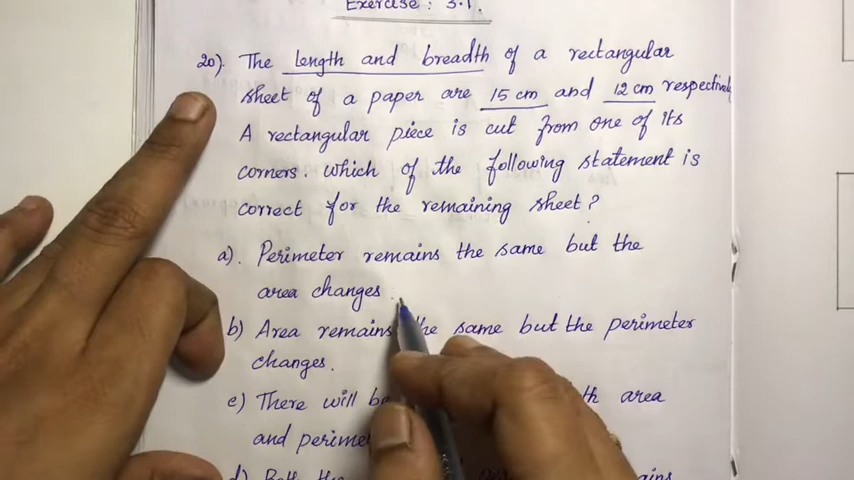 Exercise : 3.1.
20). The length and breadth of a rectangular
sheet of a paper are 15 cm and 12 cm respectively
A rectangular piece is cut from one of its
corners. which of the following statement is
correct for the remaining sheet?
a). Perimeter remains the same but the
area changes.
b) Area remains the same but the perimeter
changes.
c) There will be area
and
d) Both the